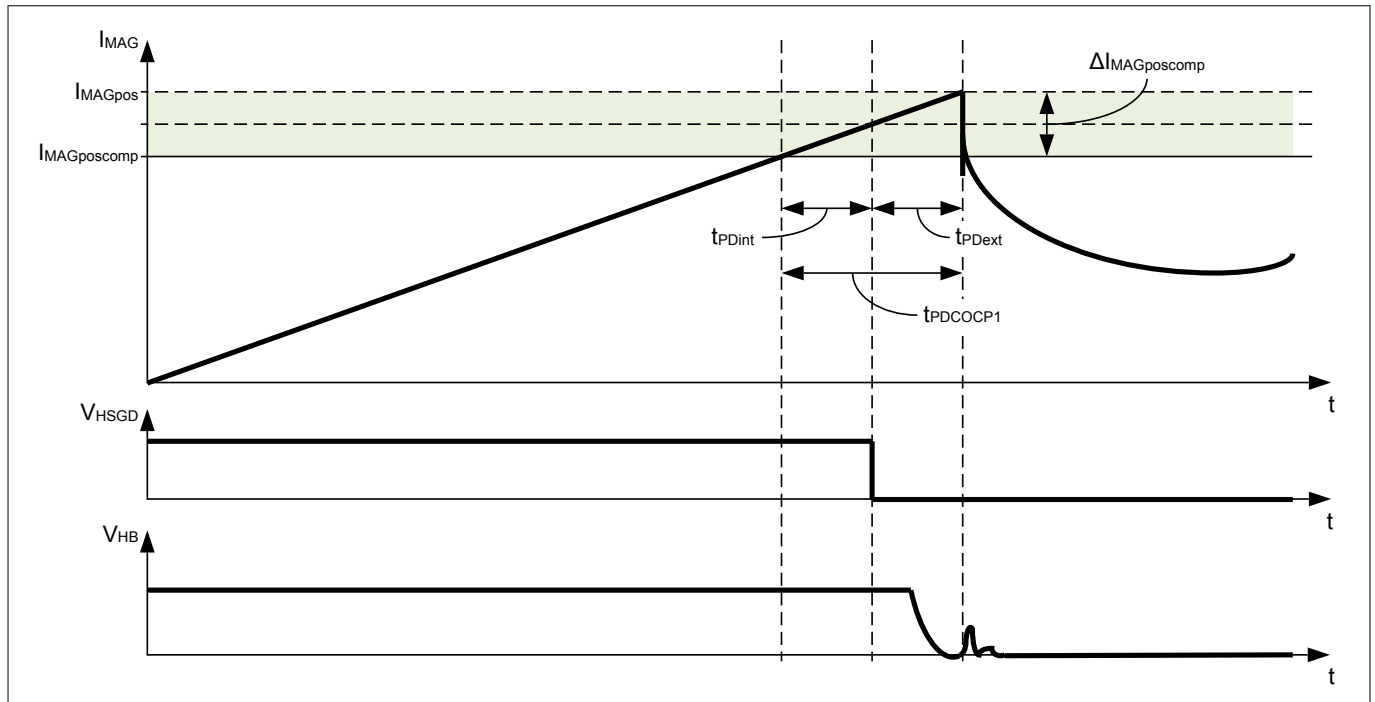 IMAG
IMAGpos
ΔIMAGposcomp
IMAGposcomp
tPDint
tPDext
tPDCOCP1
t
VHSGD
t
VHB
t